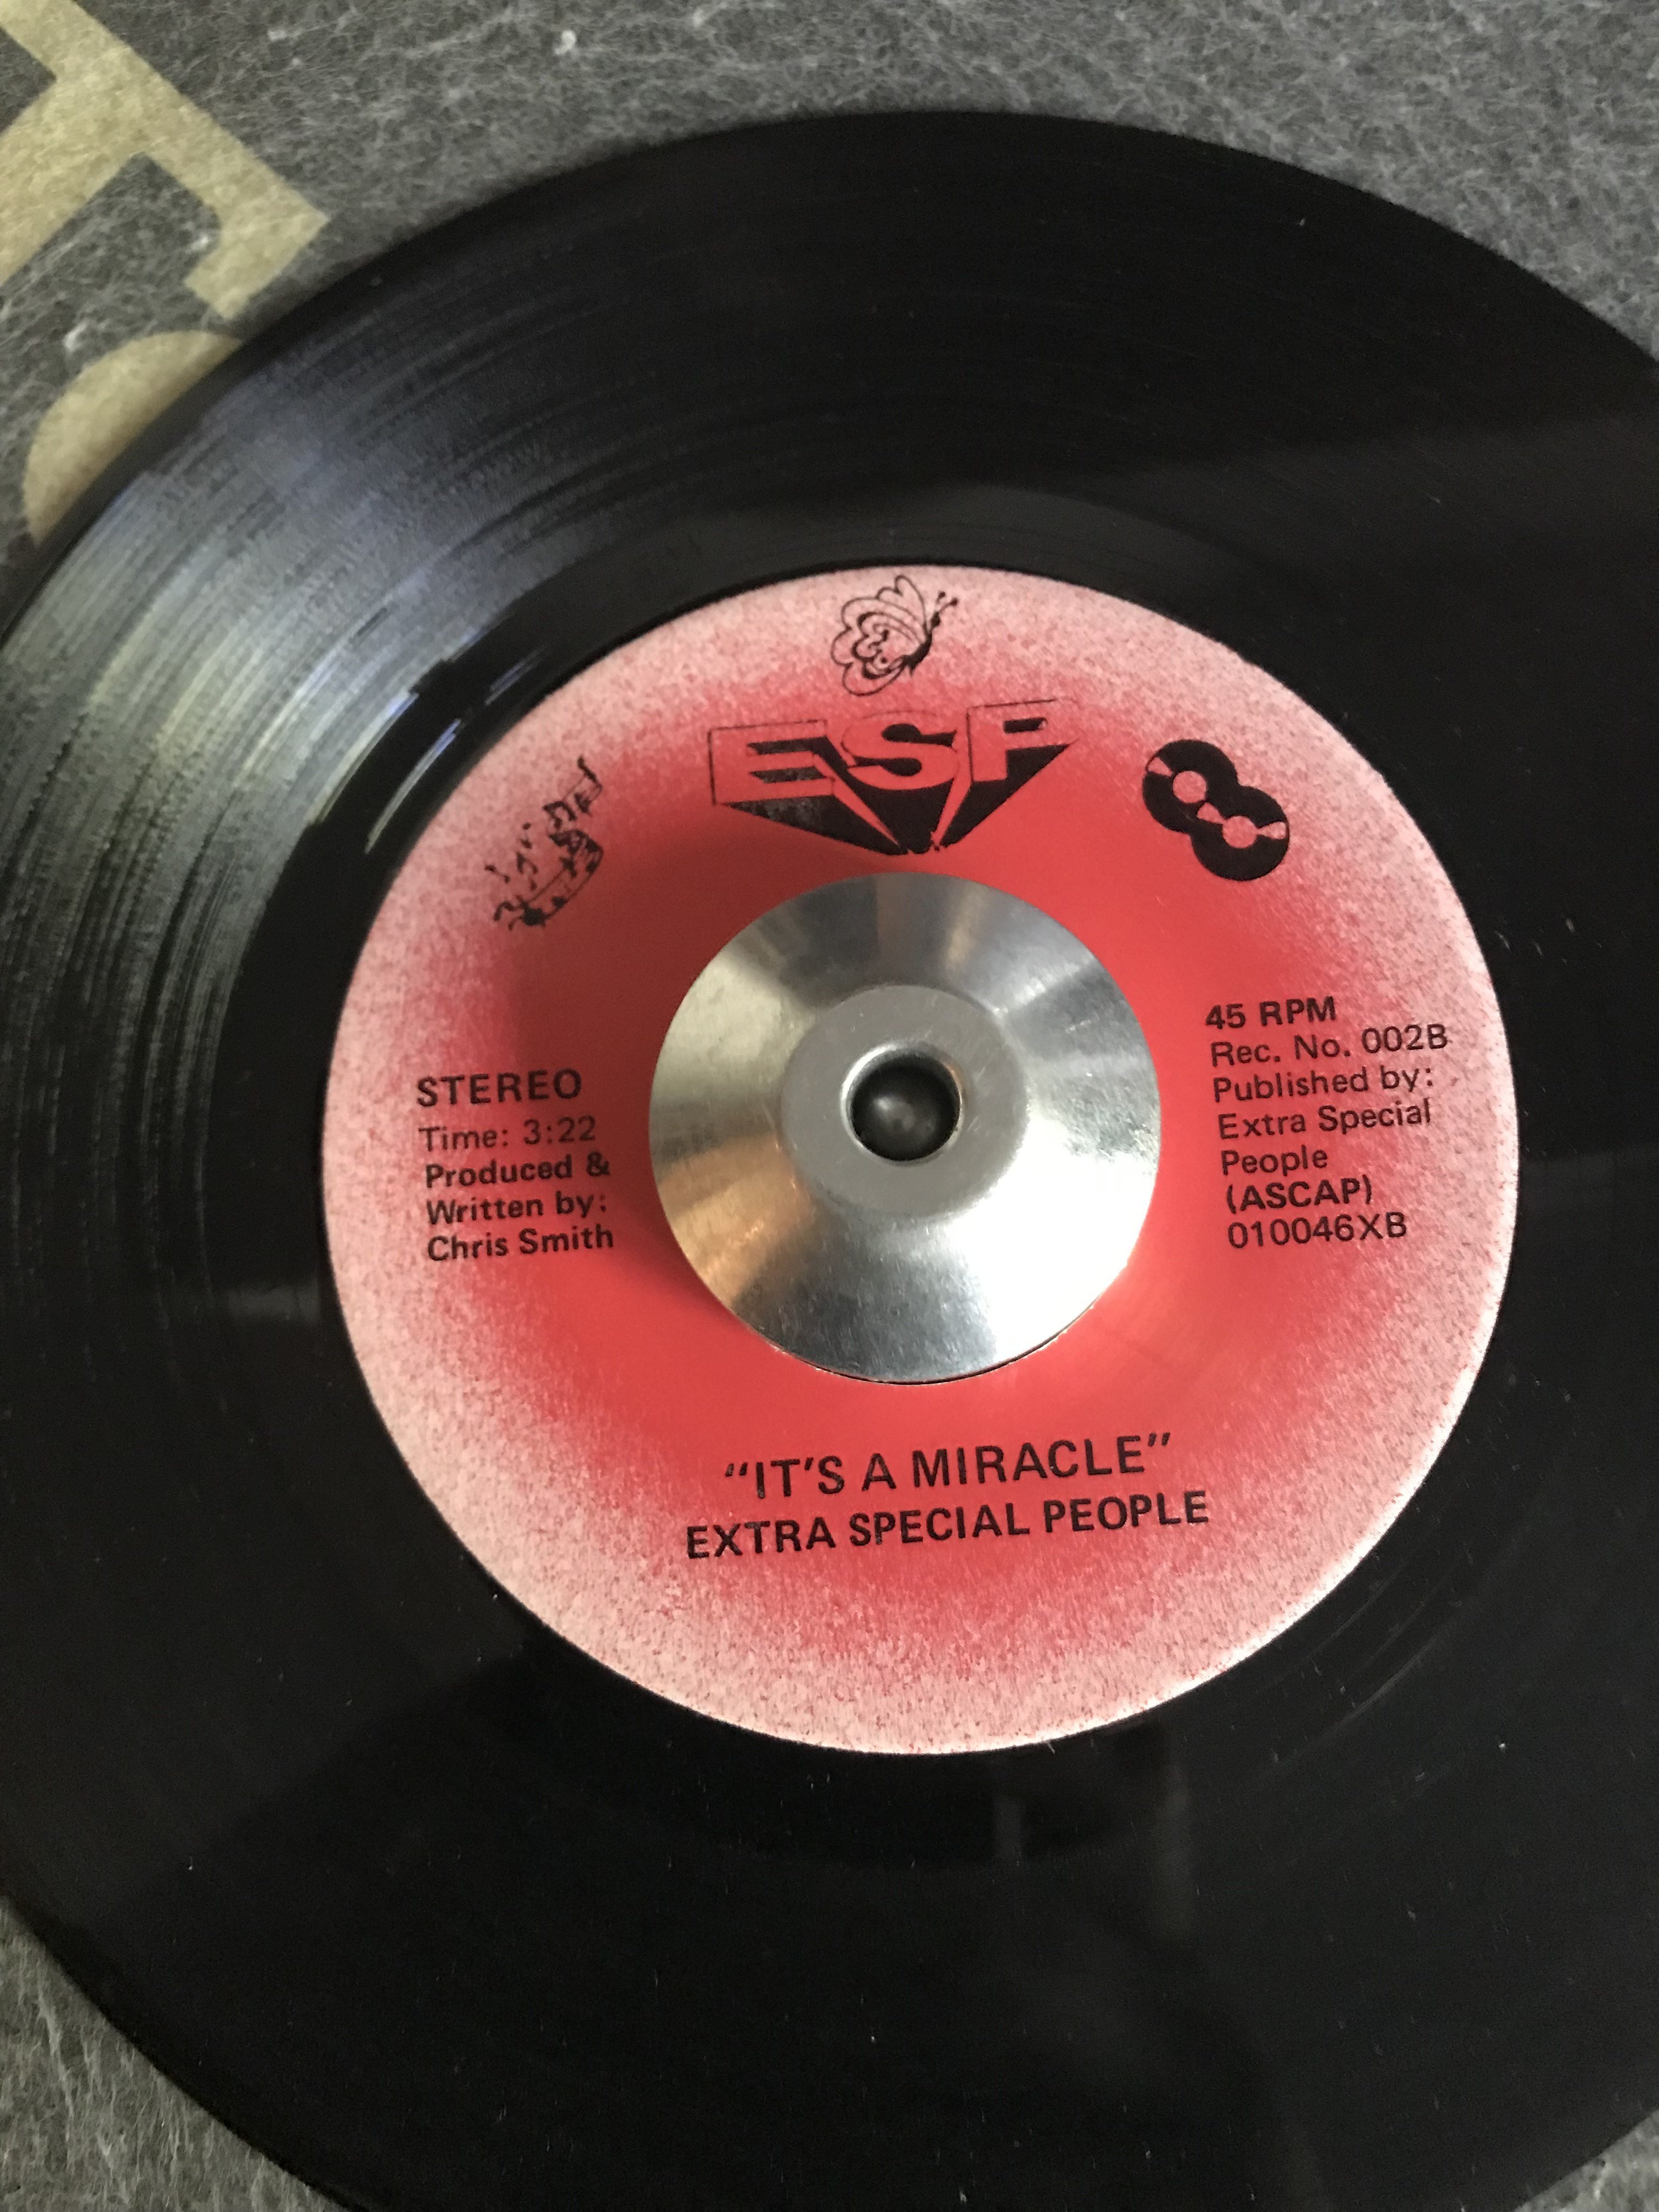 ESP
STEREO
Time: 3:22
Produced &
Written by:
Chris Smith
45 RPM
Rec. No. 002B
Published by:
Extra Special
People
(ASCAP)
010046XB
"IT'S A MIRACLE"
EXTRA SPECIAL PEOPLE